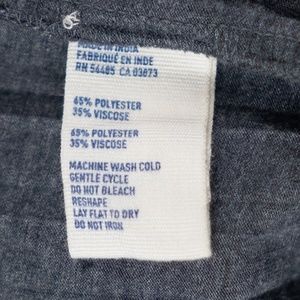 MADE IN INDIA
FABRIQUÉ EN INDE
RN 54485 CA 03873
65% POLYESTER
35% VISCOSE
65% POLYESTER
35% VISCOSE
MACHINE WASH COLD
GENTLE CYCLE
DO NOT BLEACH
RESHAPE
LAY FLAT TO DRY
DO NOT IRON